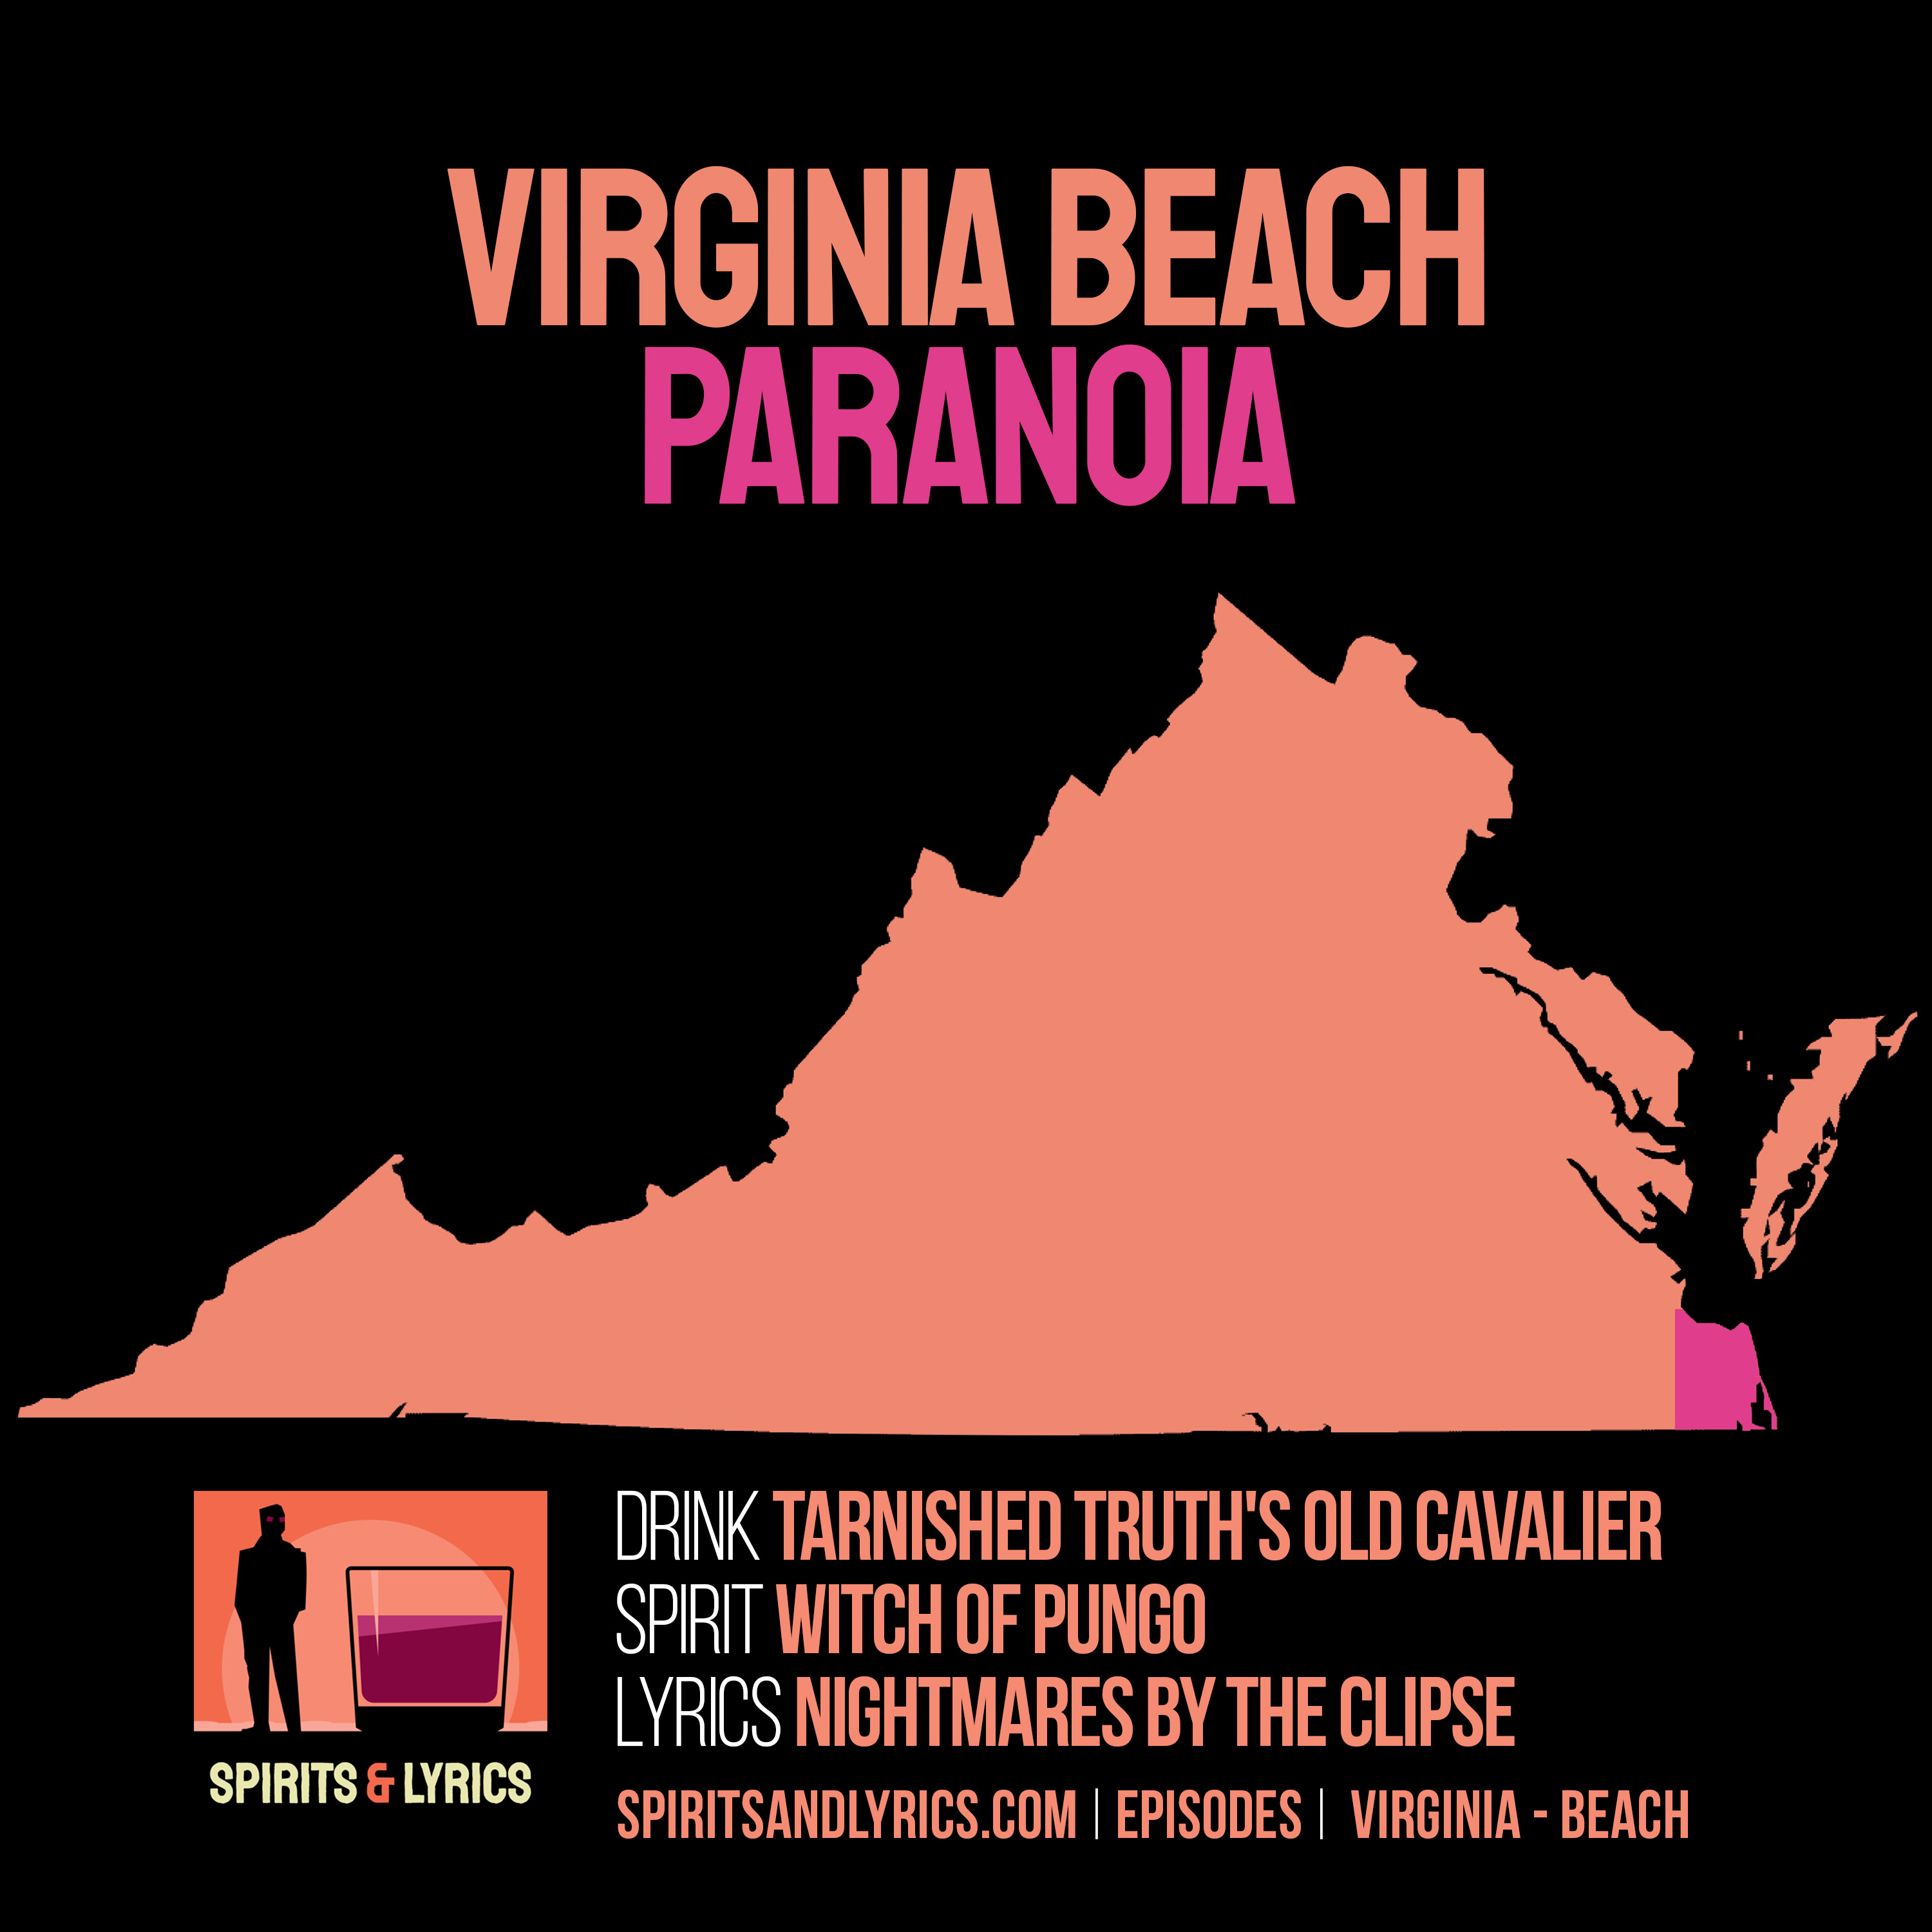 VIRGINIA BEACH
PARANOIA
DRINK TARNISHED TRUTH'S OLD CAVALIER
SPIRIT WITCH OF PUNGO
LYRICS NIGHTMARES BY THE CLIPSE
SPIRITS & LYRICS
SPIRITSANDLYRICS.COM | EPISODES | VIRGINIA - BEACH